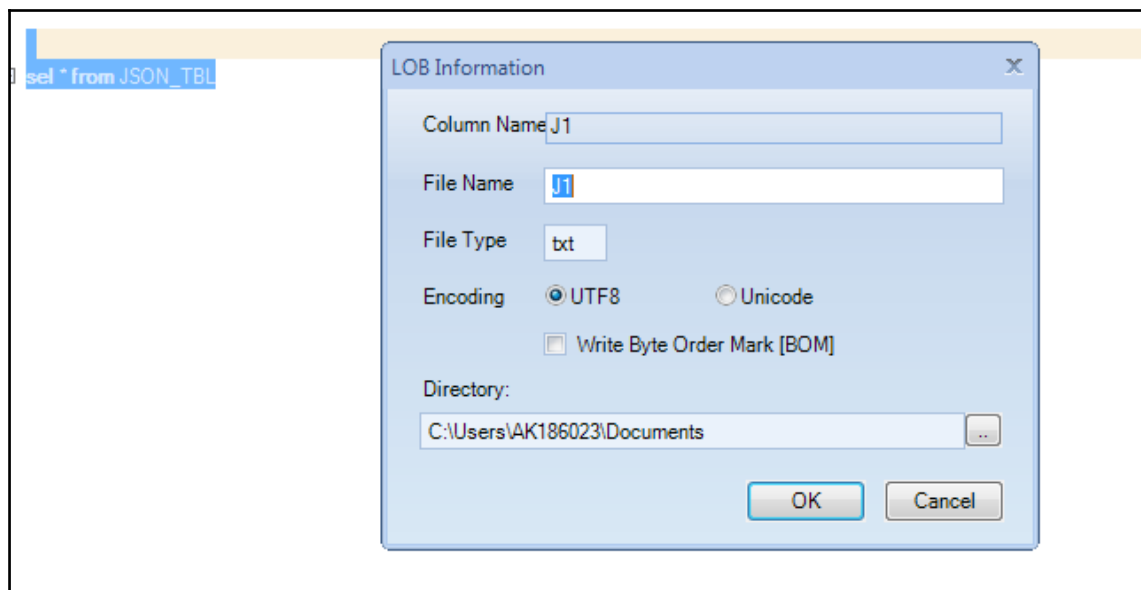 sel * from JSON_TBL
LOB Information
Column Name J1
File Name J1
File Type txt
Encoding UTF8 Unicode
Write Byte Order Mark [BOM]
Directory:
C:\Users\AK186023\Documents ..
OK Cancel